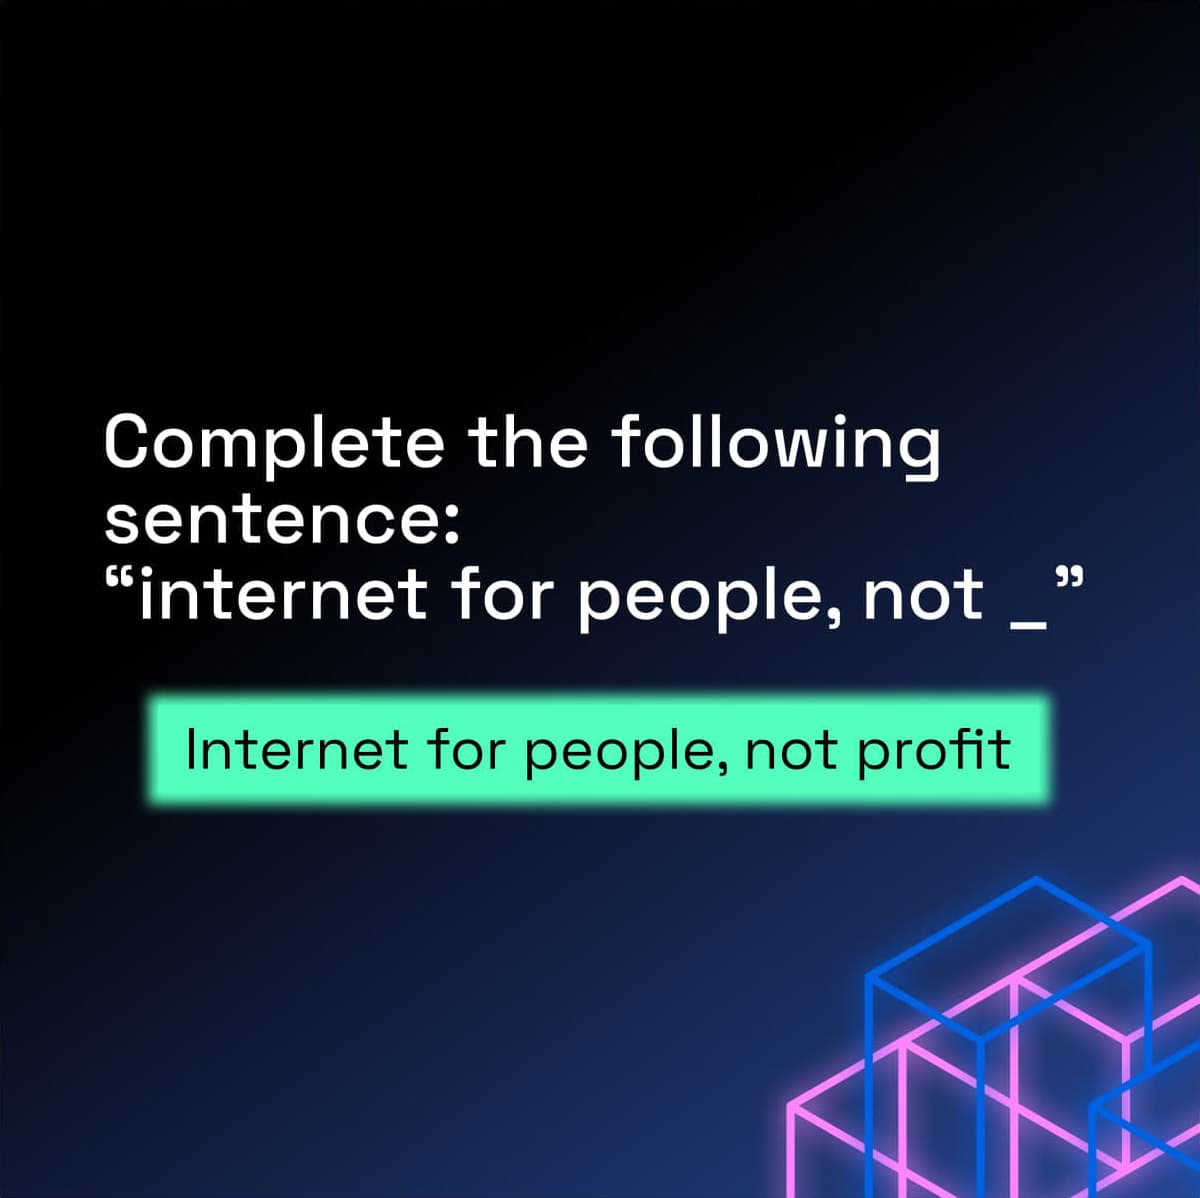 Complete the following
sentence:
“internet for people, not _”
Internet for people, not profit